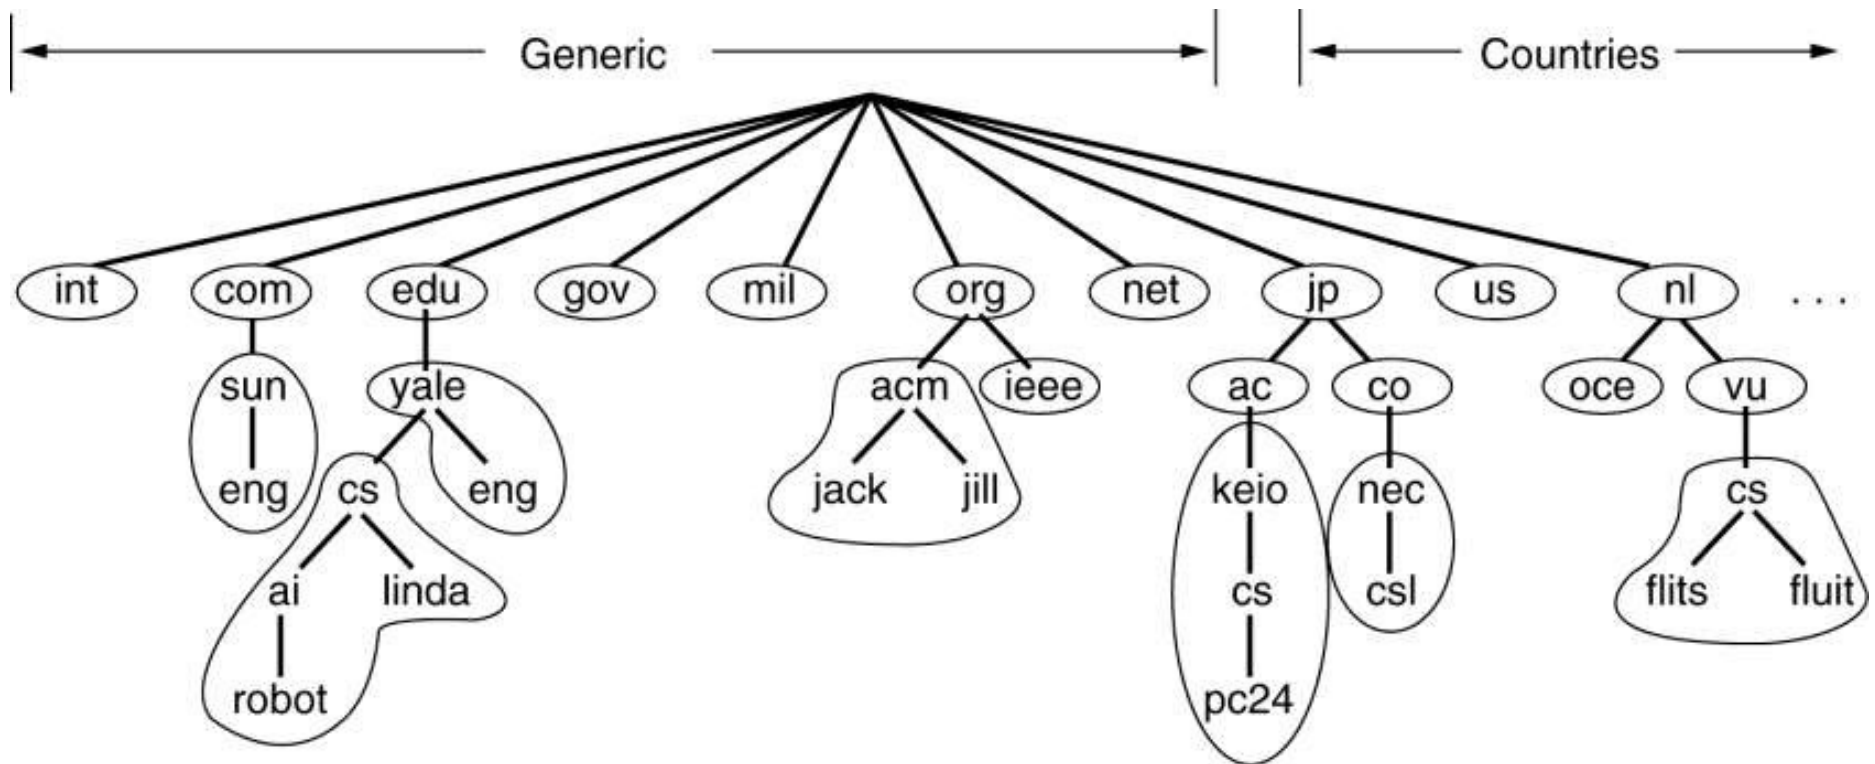 Generic Countries
int com edu gov mil org net jp us nl . . .
sun yale acm ieee ac co oce vu
eng cs eng jack jill keio nec cs
ai linda cs csl flits fluit
robot pc24